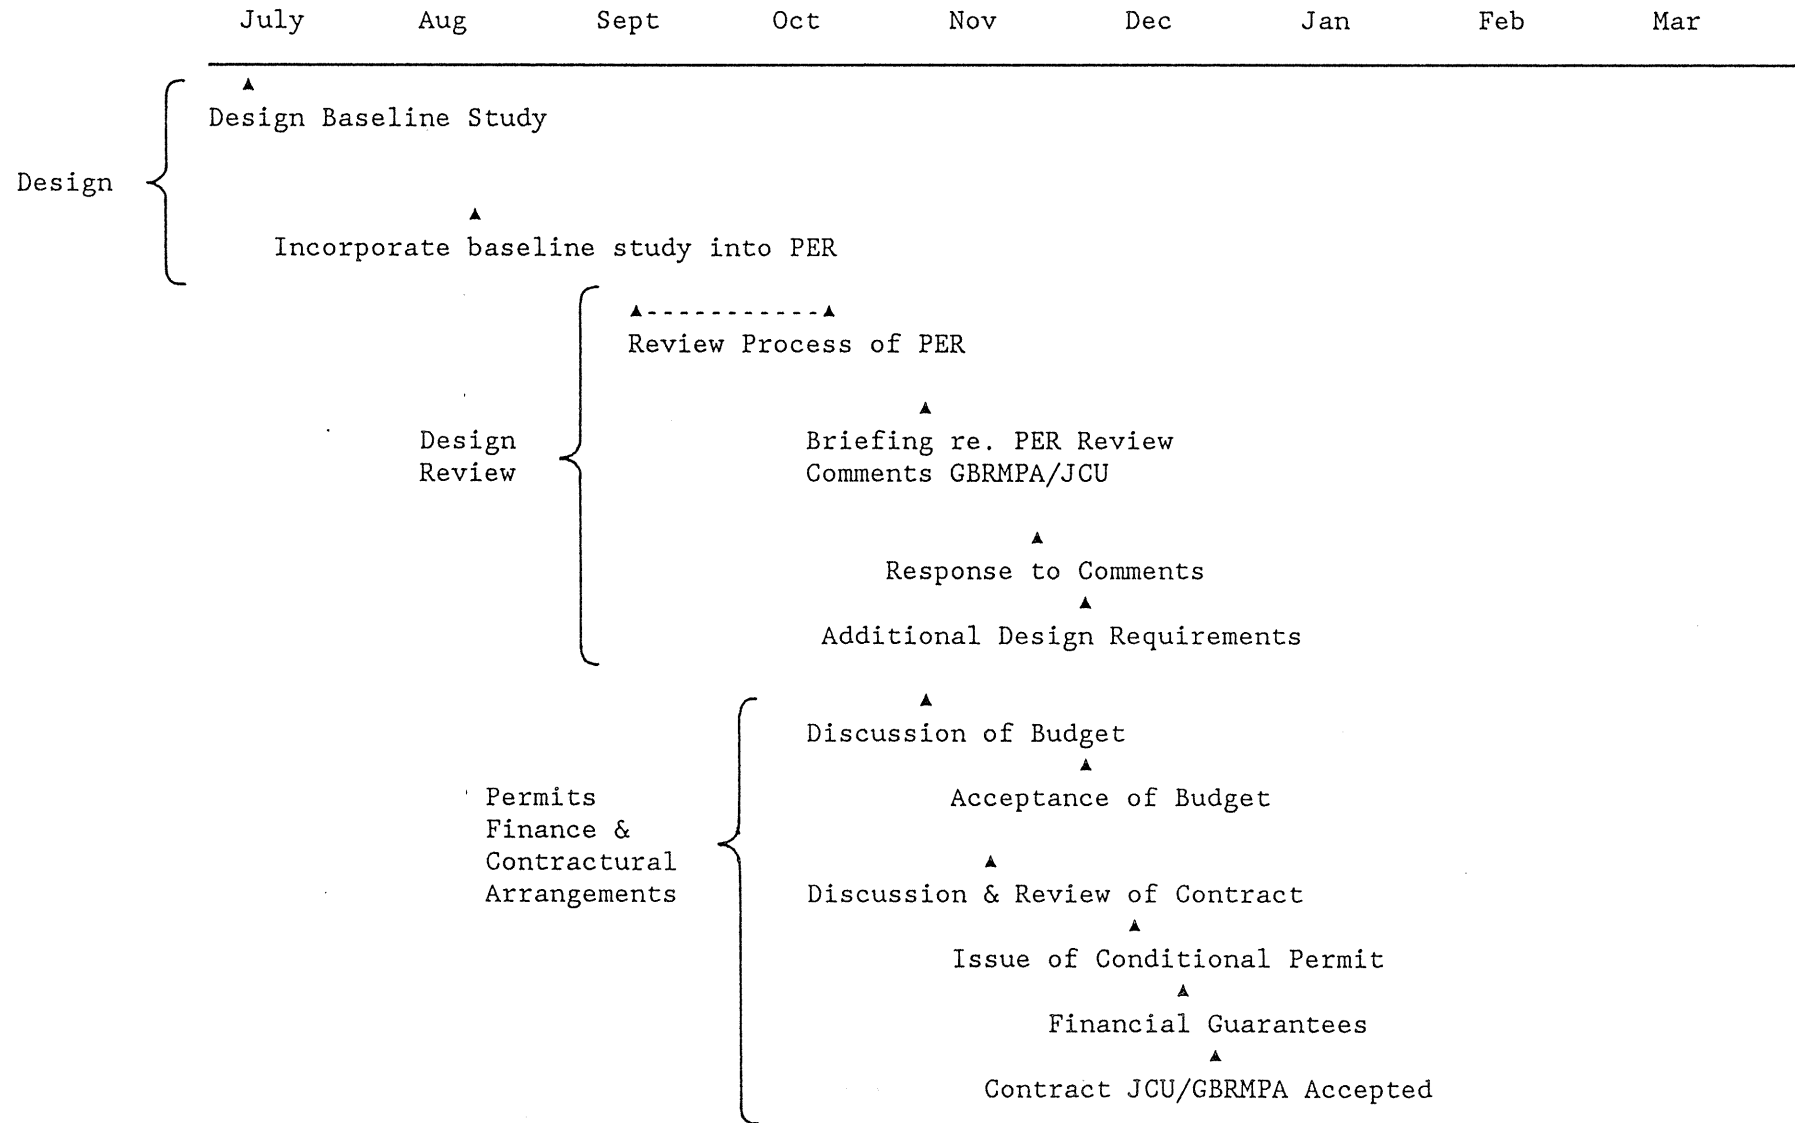 July Aug Sept Oct Nov Dec Jan Feb Mar
Design Baseline Study
Design
Incorporate baseline study into PER
Review Process of PER
Design
Review
Briefing re. PER Review
Comments GBRMPA/JCU
Response to Comments
Additional Design Requirements
Discussion of Budget
Acceptance of Budget
Permits
Finance &
Contractural
Arrangements
Discussion & Review of Contract
Issue of Conditional Permit
Financial Guarantees
Contract JCU/GBRMPA Accepted